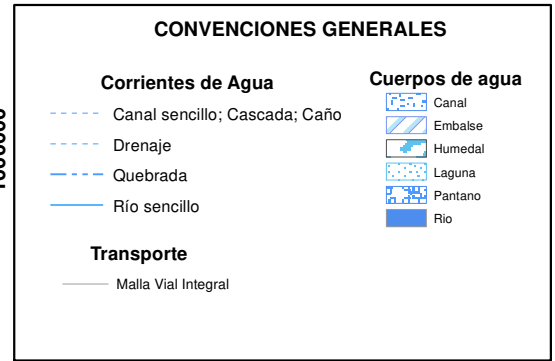 CONVENCIONES GENERALES
Corrientes de Agua
Canal sencillo; Cascada; Caño
Drenaje
Quebrada
Río sencillo
Transporte
Malla Vial Integral
Cuerpos de agua
Canal
Embalse
Humedal
Laguna
Pantano
Rio